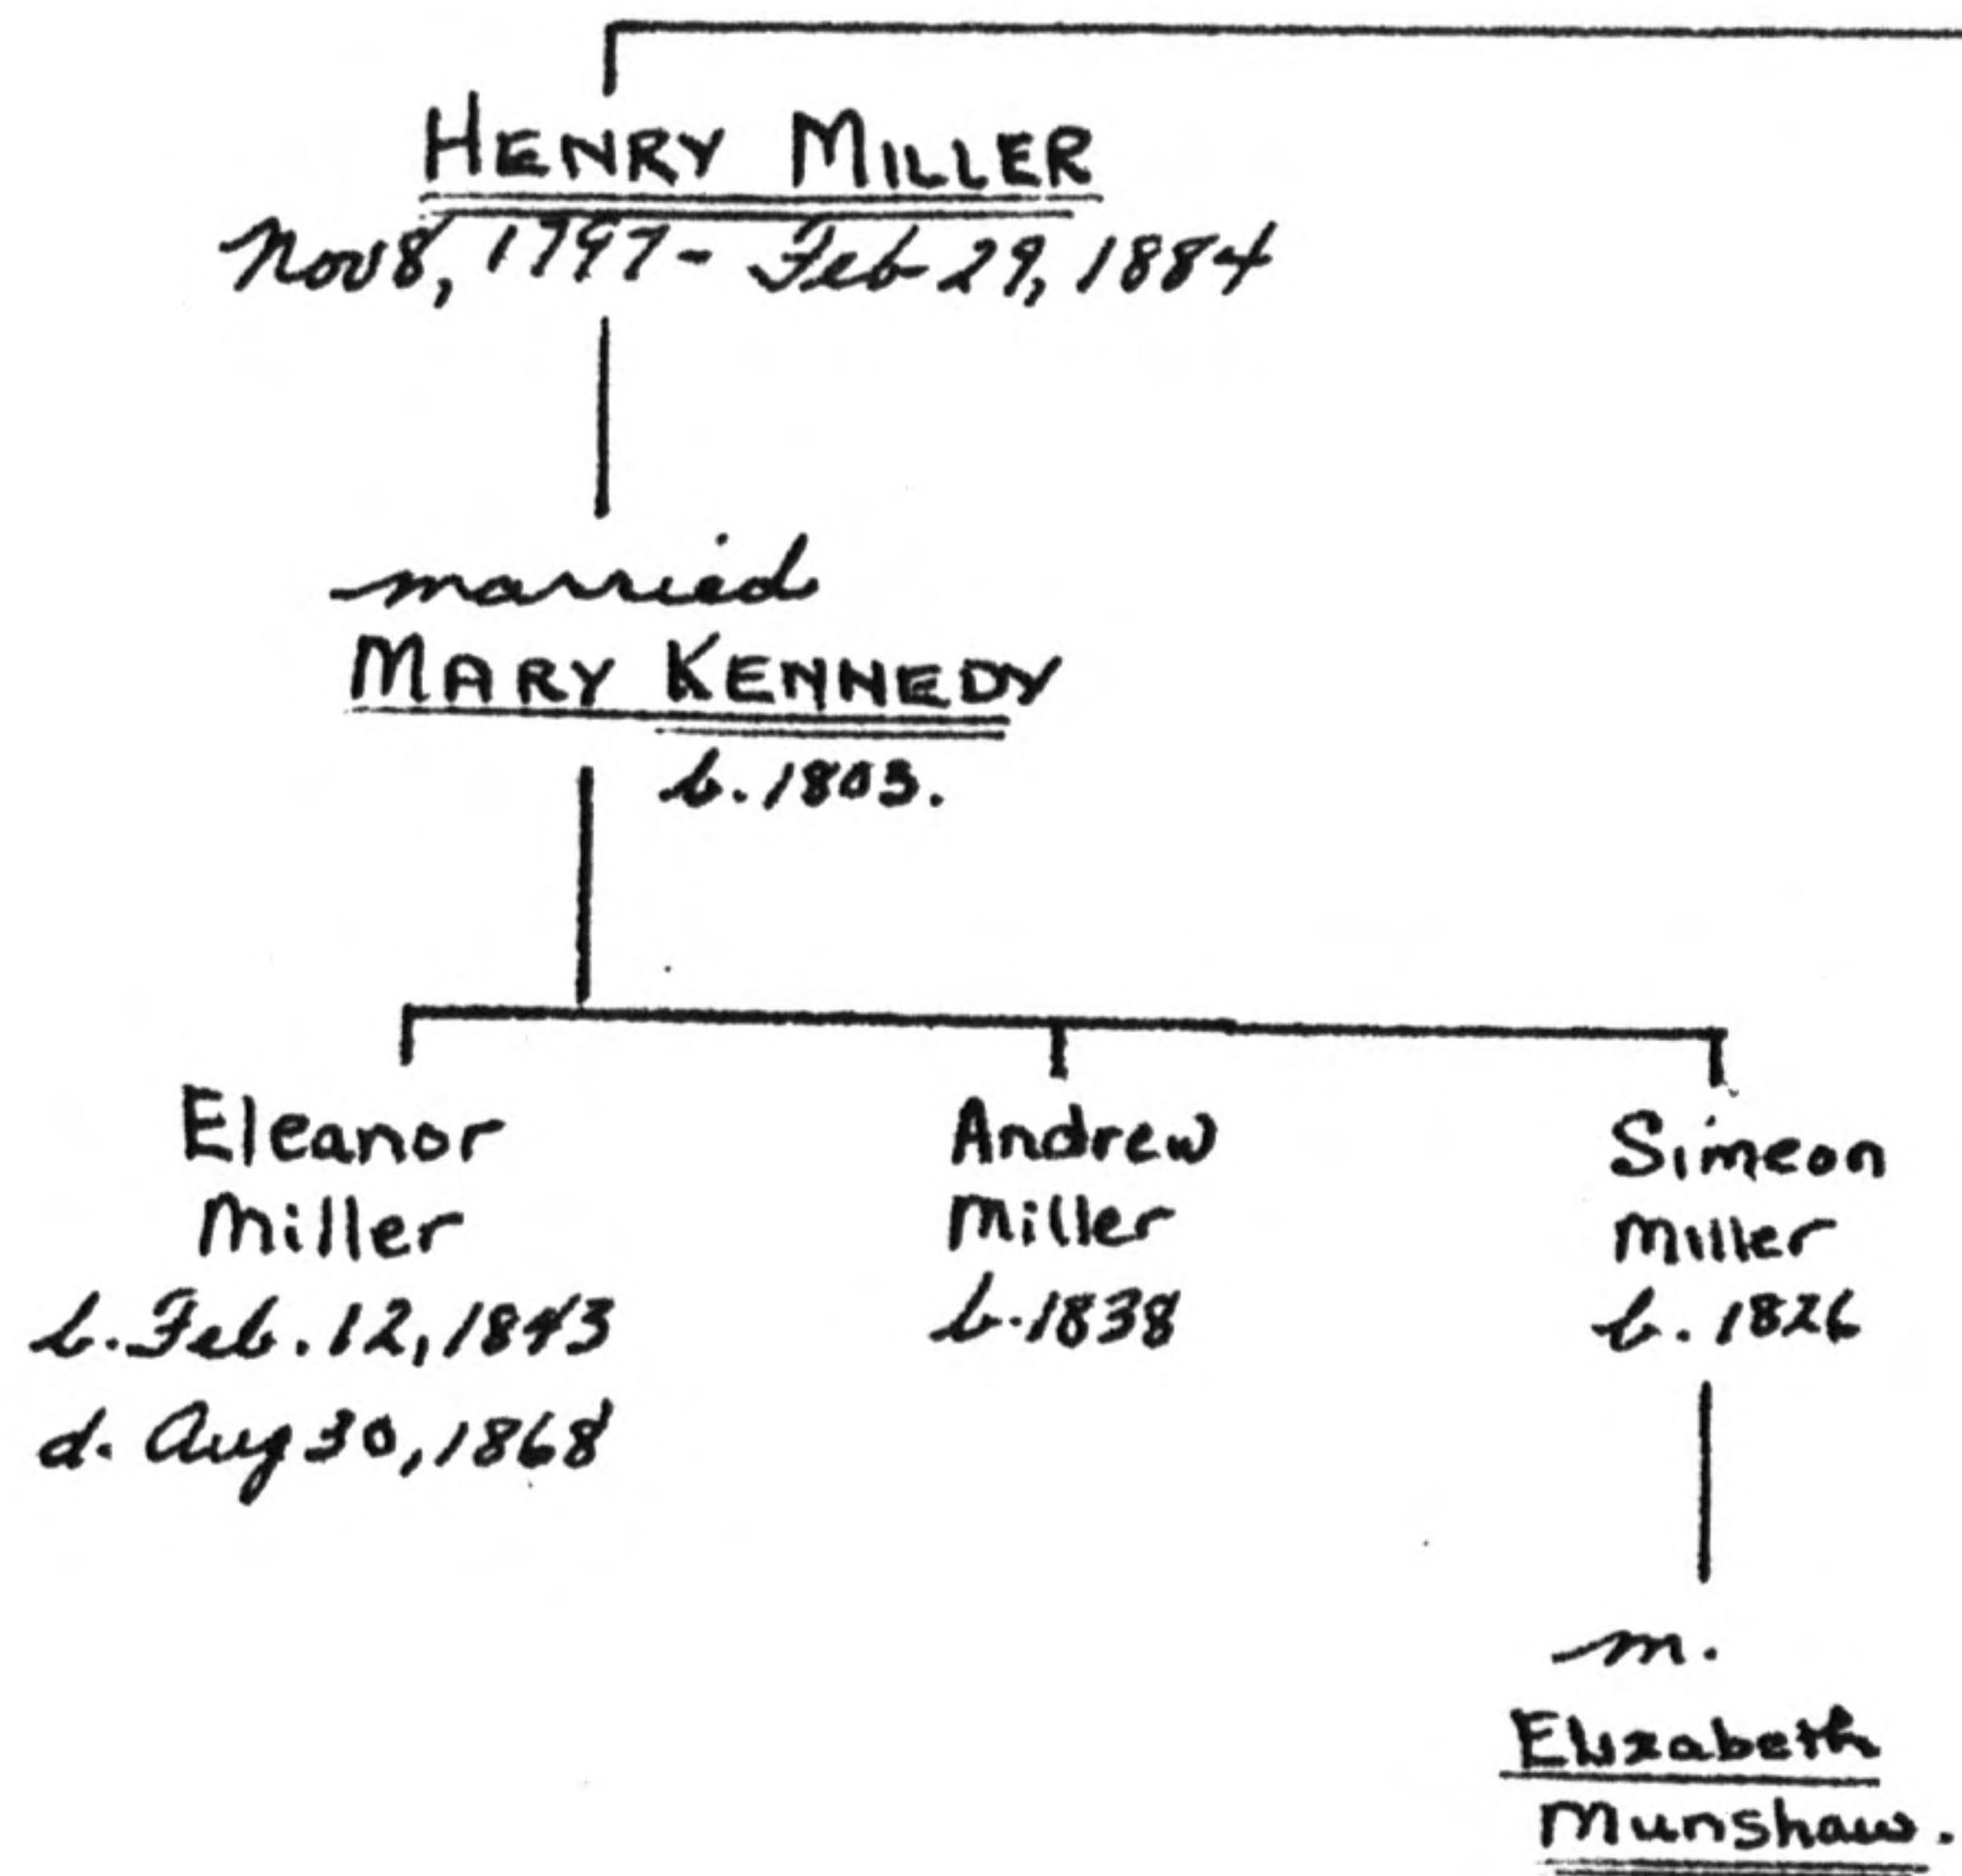 HENRY MILLER
Nov 8, 1797 - Feb 29, 1884
married
MARY KENNEDY
b. 1803.
Eleanor
Miller
b. Feb. 12, 1843
d. Aug 30, 1868
Andrew
Miller
b. 1838
Simeon
Miller
b. 1826
m.
Elizabeth
Munshaw.